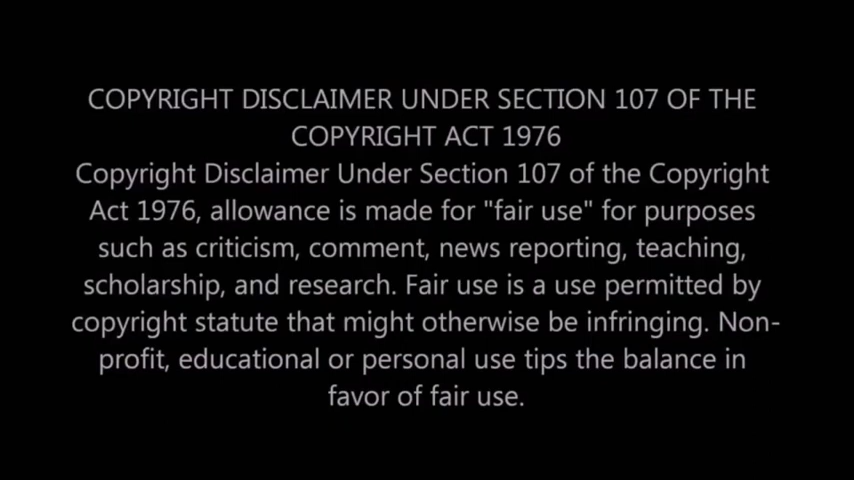 COPYRIGHT DISCLAIMER UNDER SECTION 107 OF THE
COPYRIGHT ACT 1976
Copyright Disclaimer Under Section 107 of the Copyright
Act 1976, allowance is made for "fair use" for purposes
such as criticism, comment, news reporting, teaching,
scholarship, and research. Fair use is a use permitted by
copyright statute that might otherwise be infringing. Non-
profit, educational or personal use tips the balance in
favor of fair use.